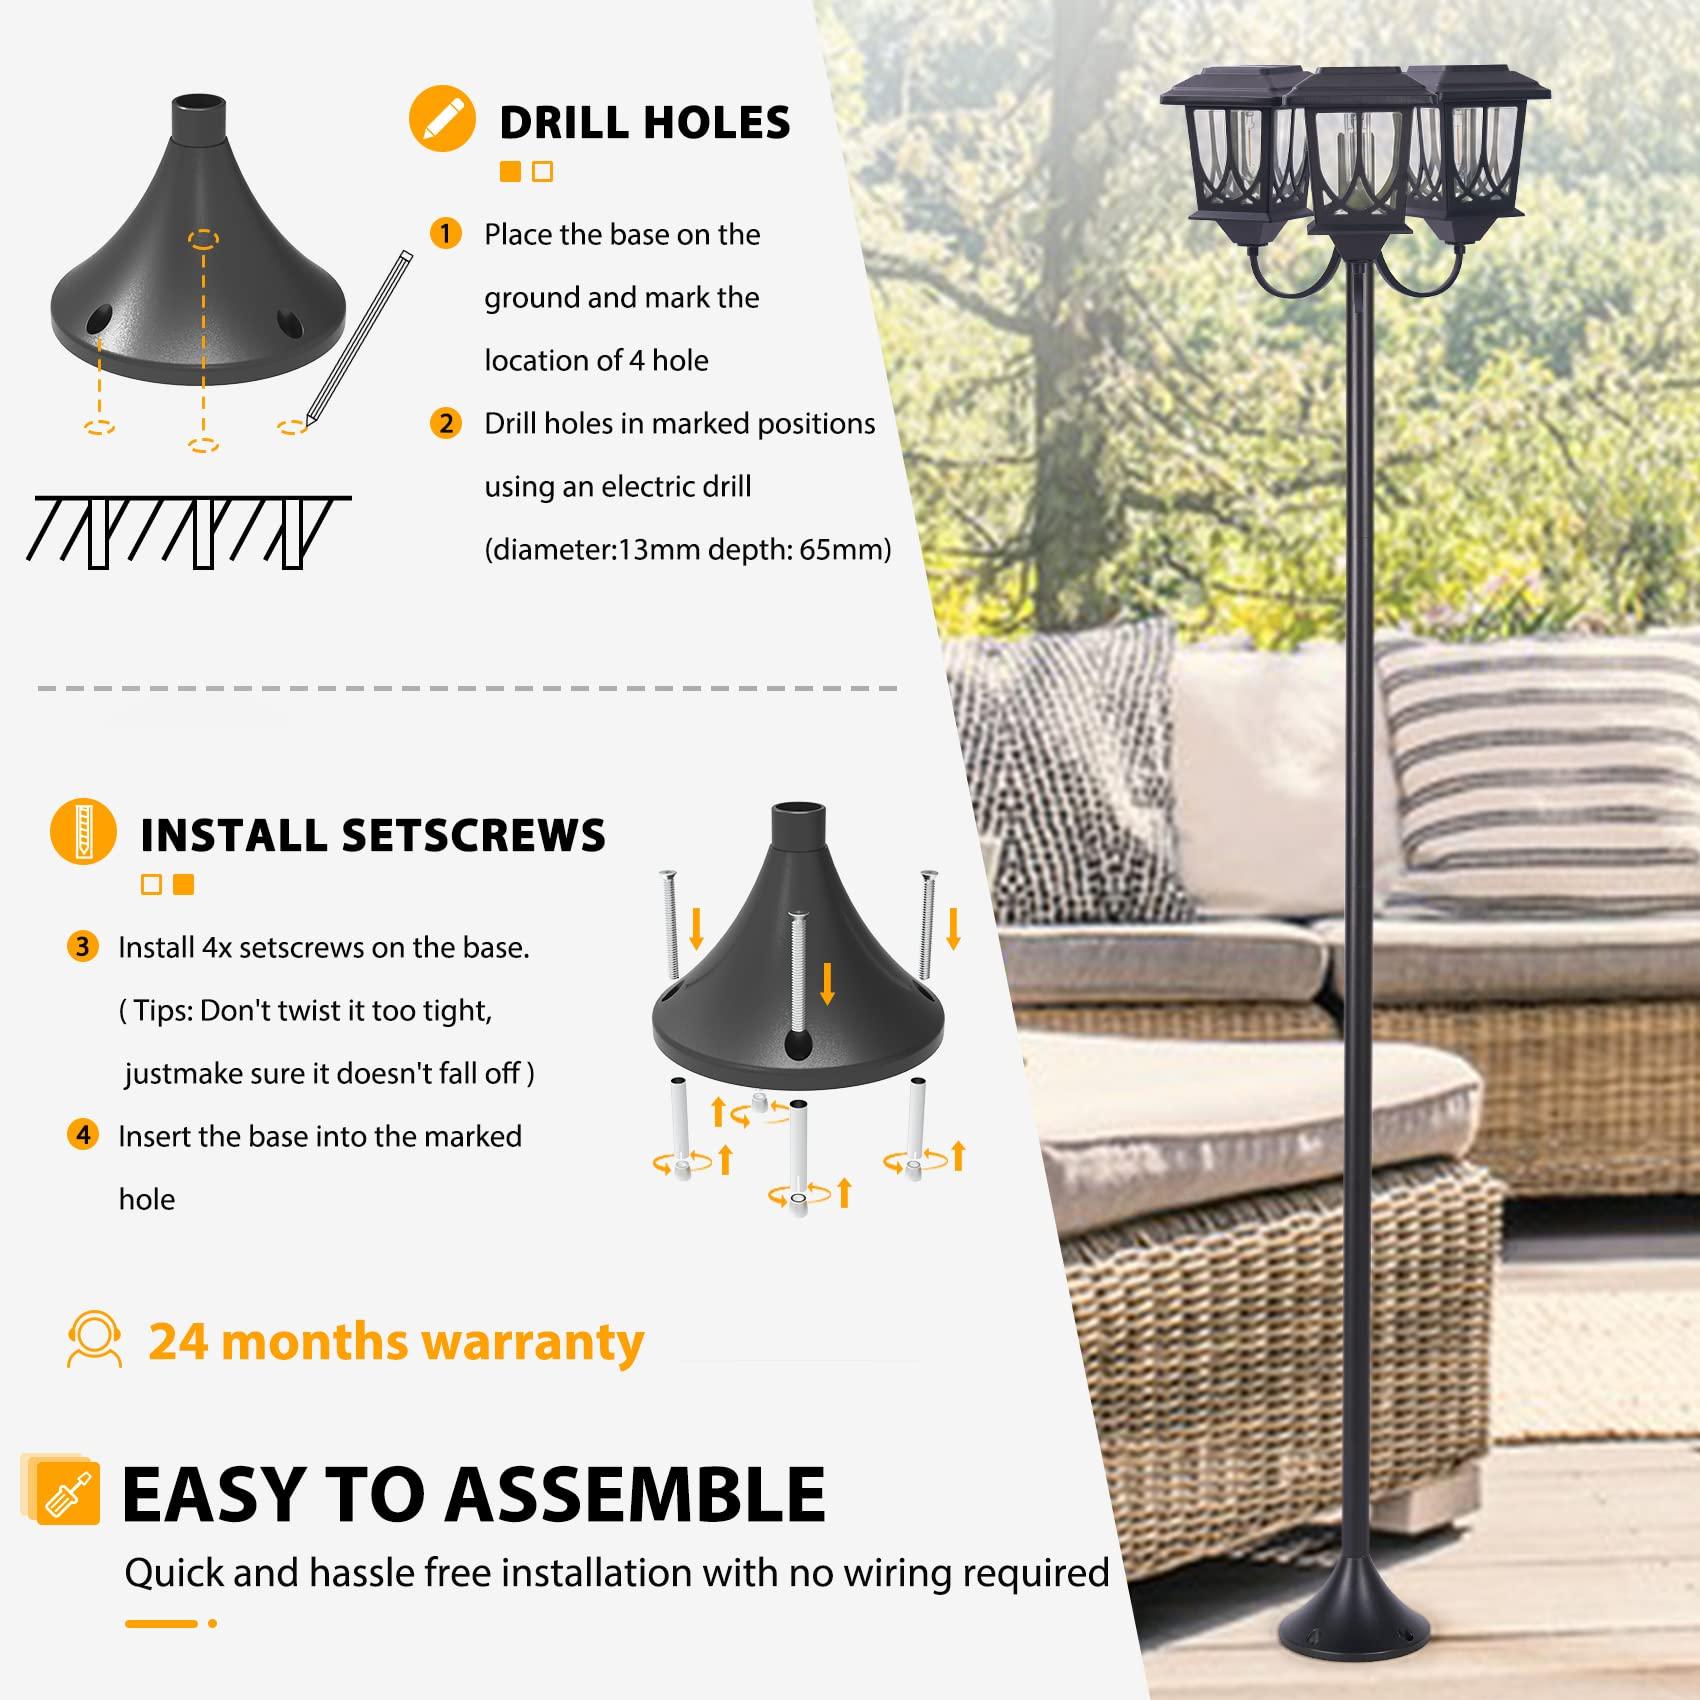 DRILL HOLES
1 Place the base on the
ground and mark the
location of 4 hole
2 Drill holes in marked positions
using an electric drill
(diameter:13mm depth: 65mm)
INSTALL SETSCREWS
3 Install 4x setscrews on the base.
( Tips: Don't twist it too tight,
justmake sure it doesn't fall off )
4 Insert the base into the marked
hole
24 months warranty
EASY TO ASSEMBLE
Quick and hassle free installation with no wiring required